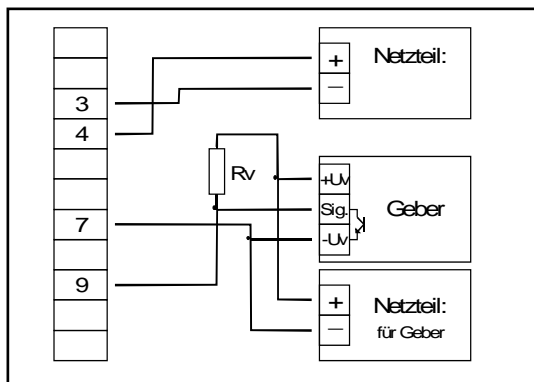 3
4
7
9
Rv
+
−
Netzteil:
+Uv
Sig.
-Uv
Geber
+
−
Netzteil:
für Geber